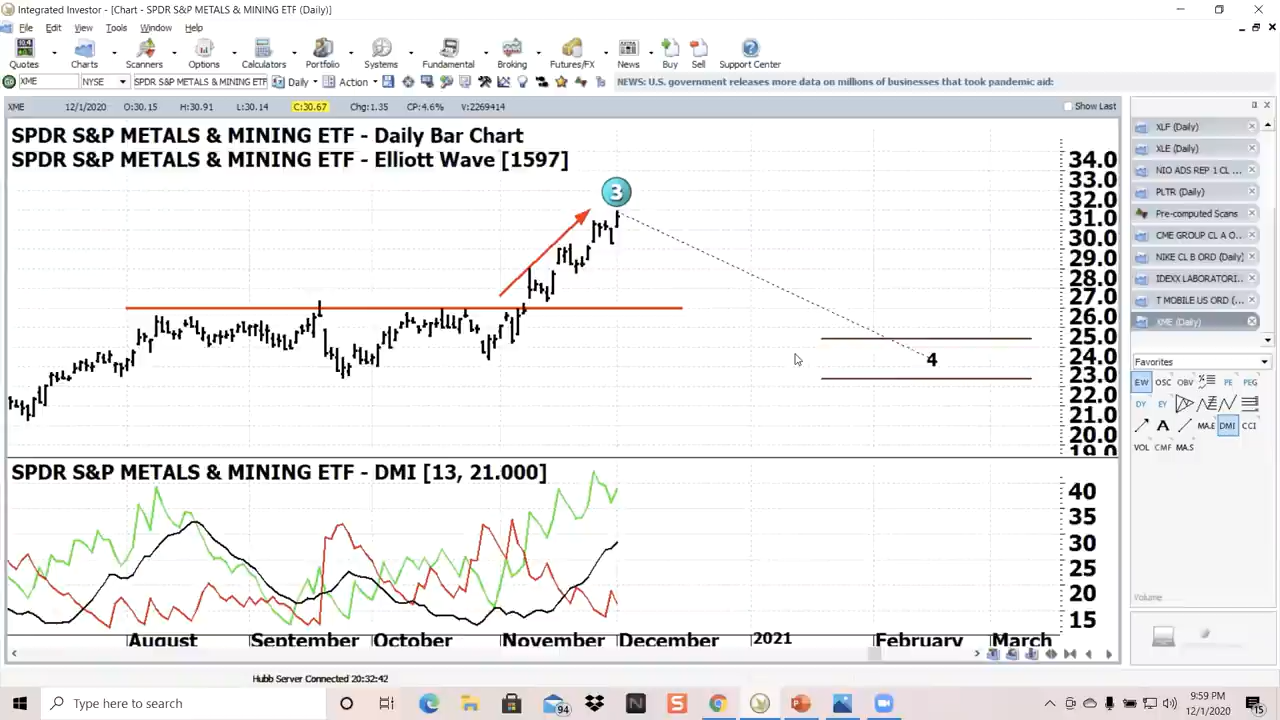 Integrated Investor - [Chart - SPDR S&P METALS & MINING ETF (Daily)]
File Edit View Tools Window Help
Quotes Charts Scanners Options Calculators Portfolio Systems Fundamental Broking Futures/FX News Buy Sell Support Center
XME NYSE SPDR S&P METALS & MINING ETF Daily Action NEWS: U.S. government releases more data on millions of businesses that took pandemic aid:
XME 12/1/2020 O:30.15 H:30.91 L:30.14 C:30.67 Chg:1.35 CP:4.6% V:2269414 Show Last
SPDR S&P METALS & MINING ETF - Daily Bar Chart
SPDR S&P METALS & MINING ETF - Elliott Wave [1597]
3
4
34.0
33.0
32.0
31.0
30.0
29.0
28.0
27.0
26.0
25.0
24.0
23.0
22.0
21.0
20.0
19.0
SPDR S&P METALS & MINING ETF - DMI [13, 21.000]
40
35
30
25
20
15
August September October November December 2021 February March
XLF (Daily)
XLE (Daily)
NIO ADS REP 1 CL ...
PLTR (Daily)
Pre-computed Scans
CME GROUP CL A O...
NIKE CL B ORD (Daily)
IDEXX LABORATORI...
T MOBILE US ORD (...
XME (Daily)
Favorites
EW OSC OBV PE PEG
DY EY
A MA.E DMI CCI
VOL CMF MA.S
Volume
Hubb Server Connected 20:32:42
Type here to search
94
9:59 PM
12/1/2020
15